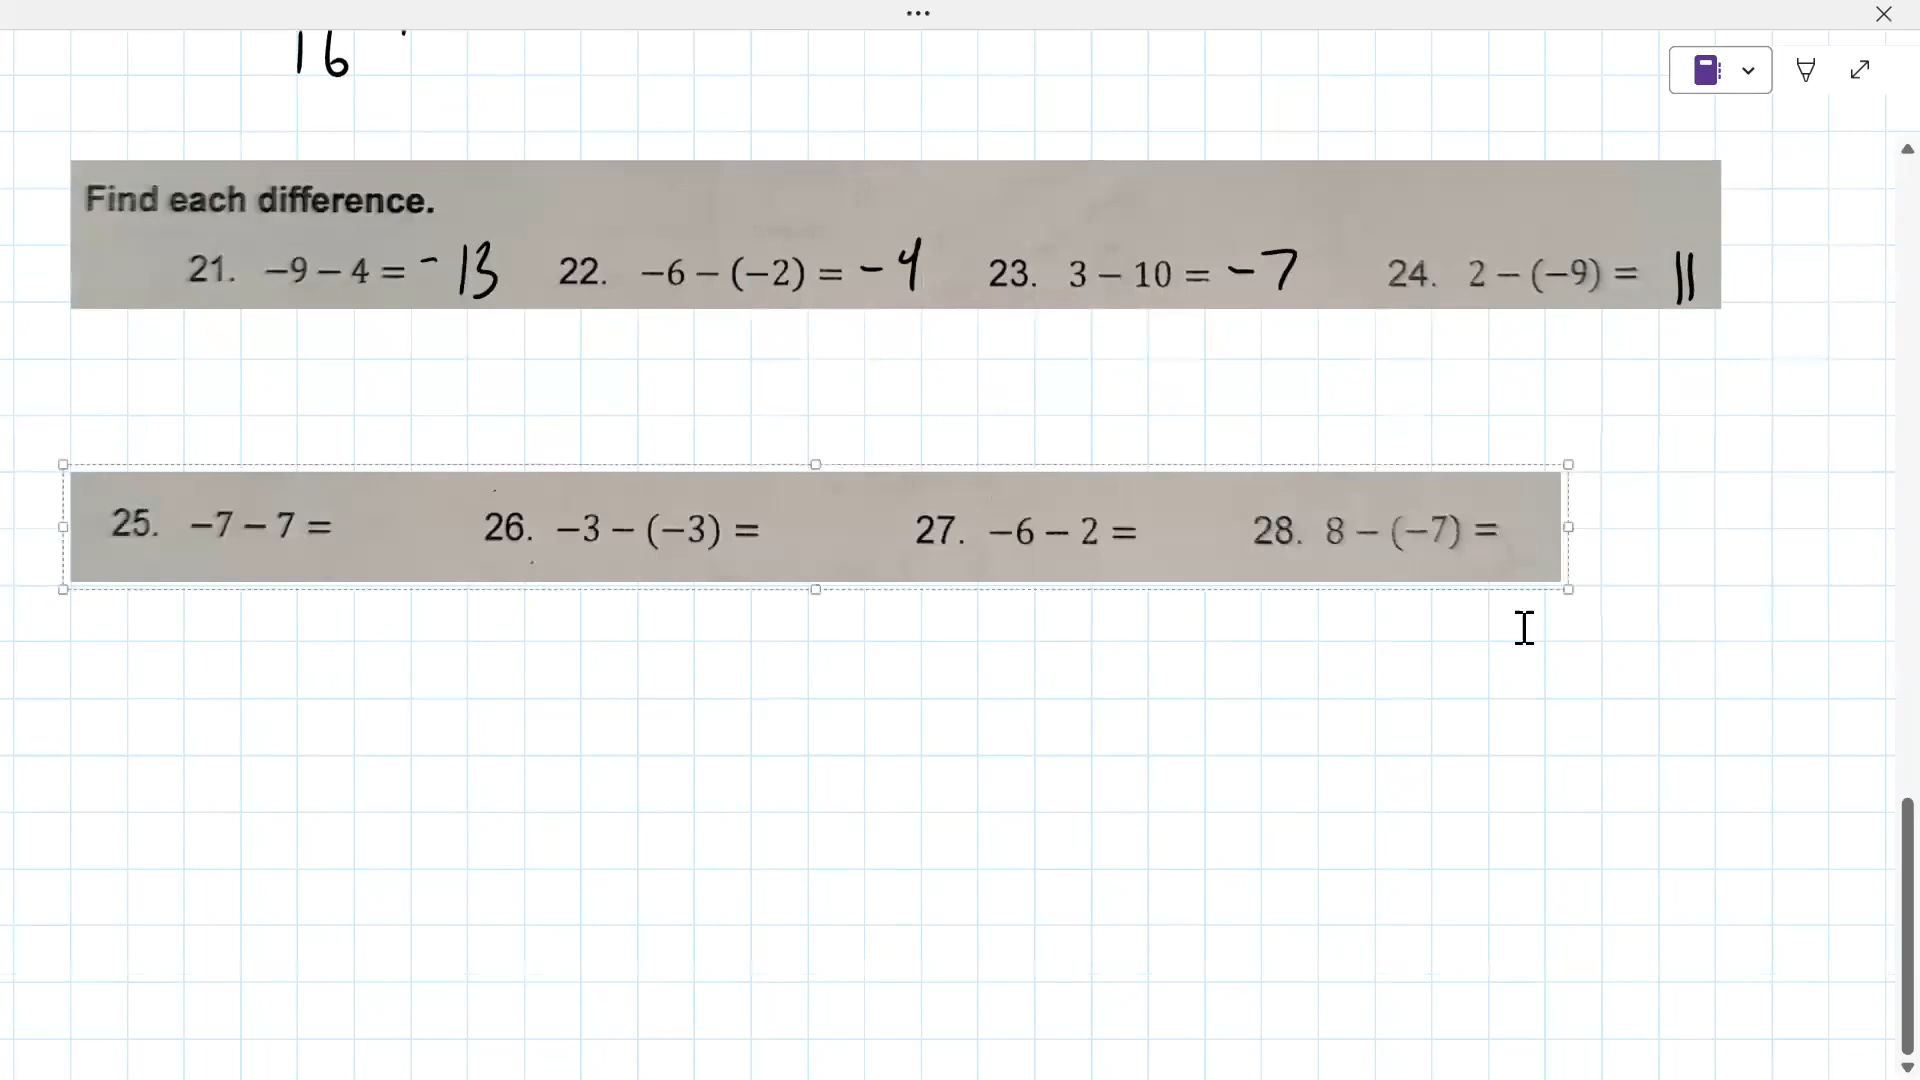 16
Find each difference.
21. −9 − 4 = -13 22. −6 − (−2) = -4 23. 3 − 10 = -7 24. 2 − (−9) = 11
25. −7 − 7 = 26. −3 − (−3) = 27. −6 − 2 = 28. 8 − (−7) =